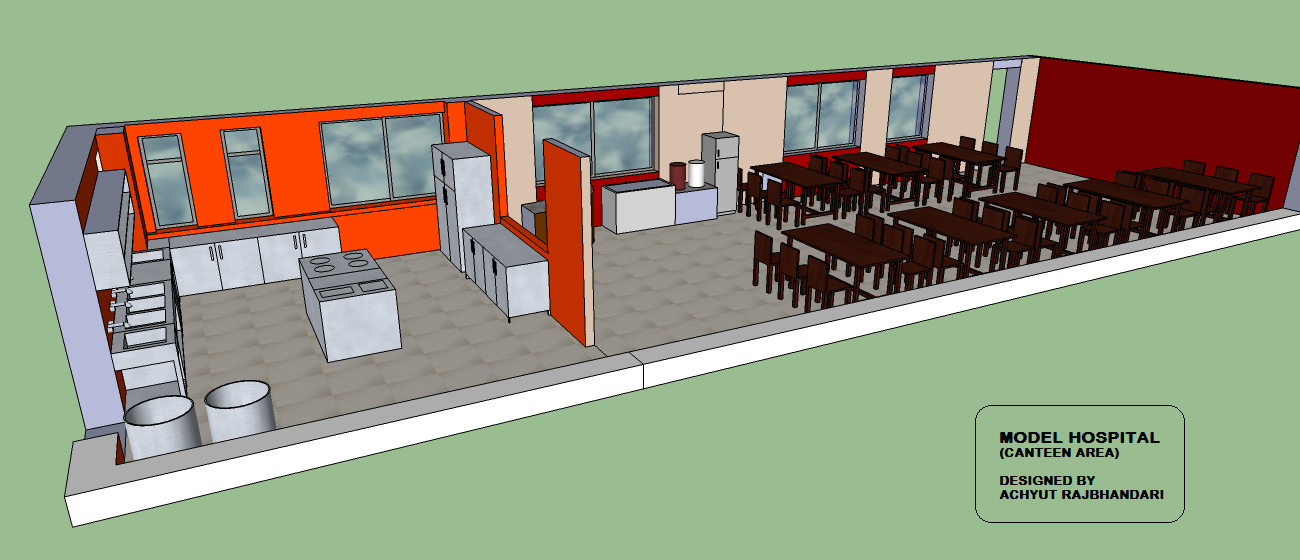 MODEL HOSPITAL
(CANTEEN AREA)
DESIGNED BY
ACHYUT RAJBHANDARI